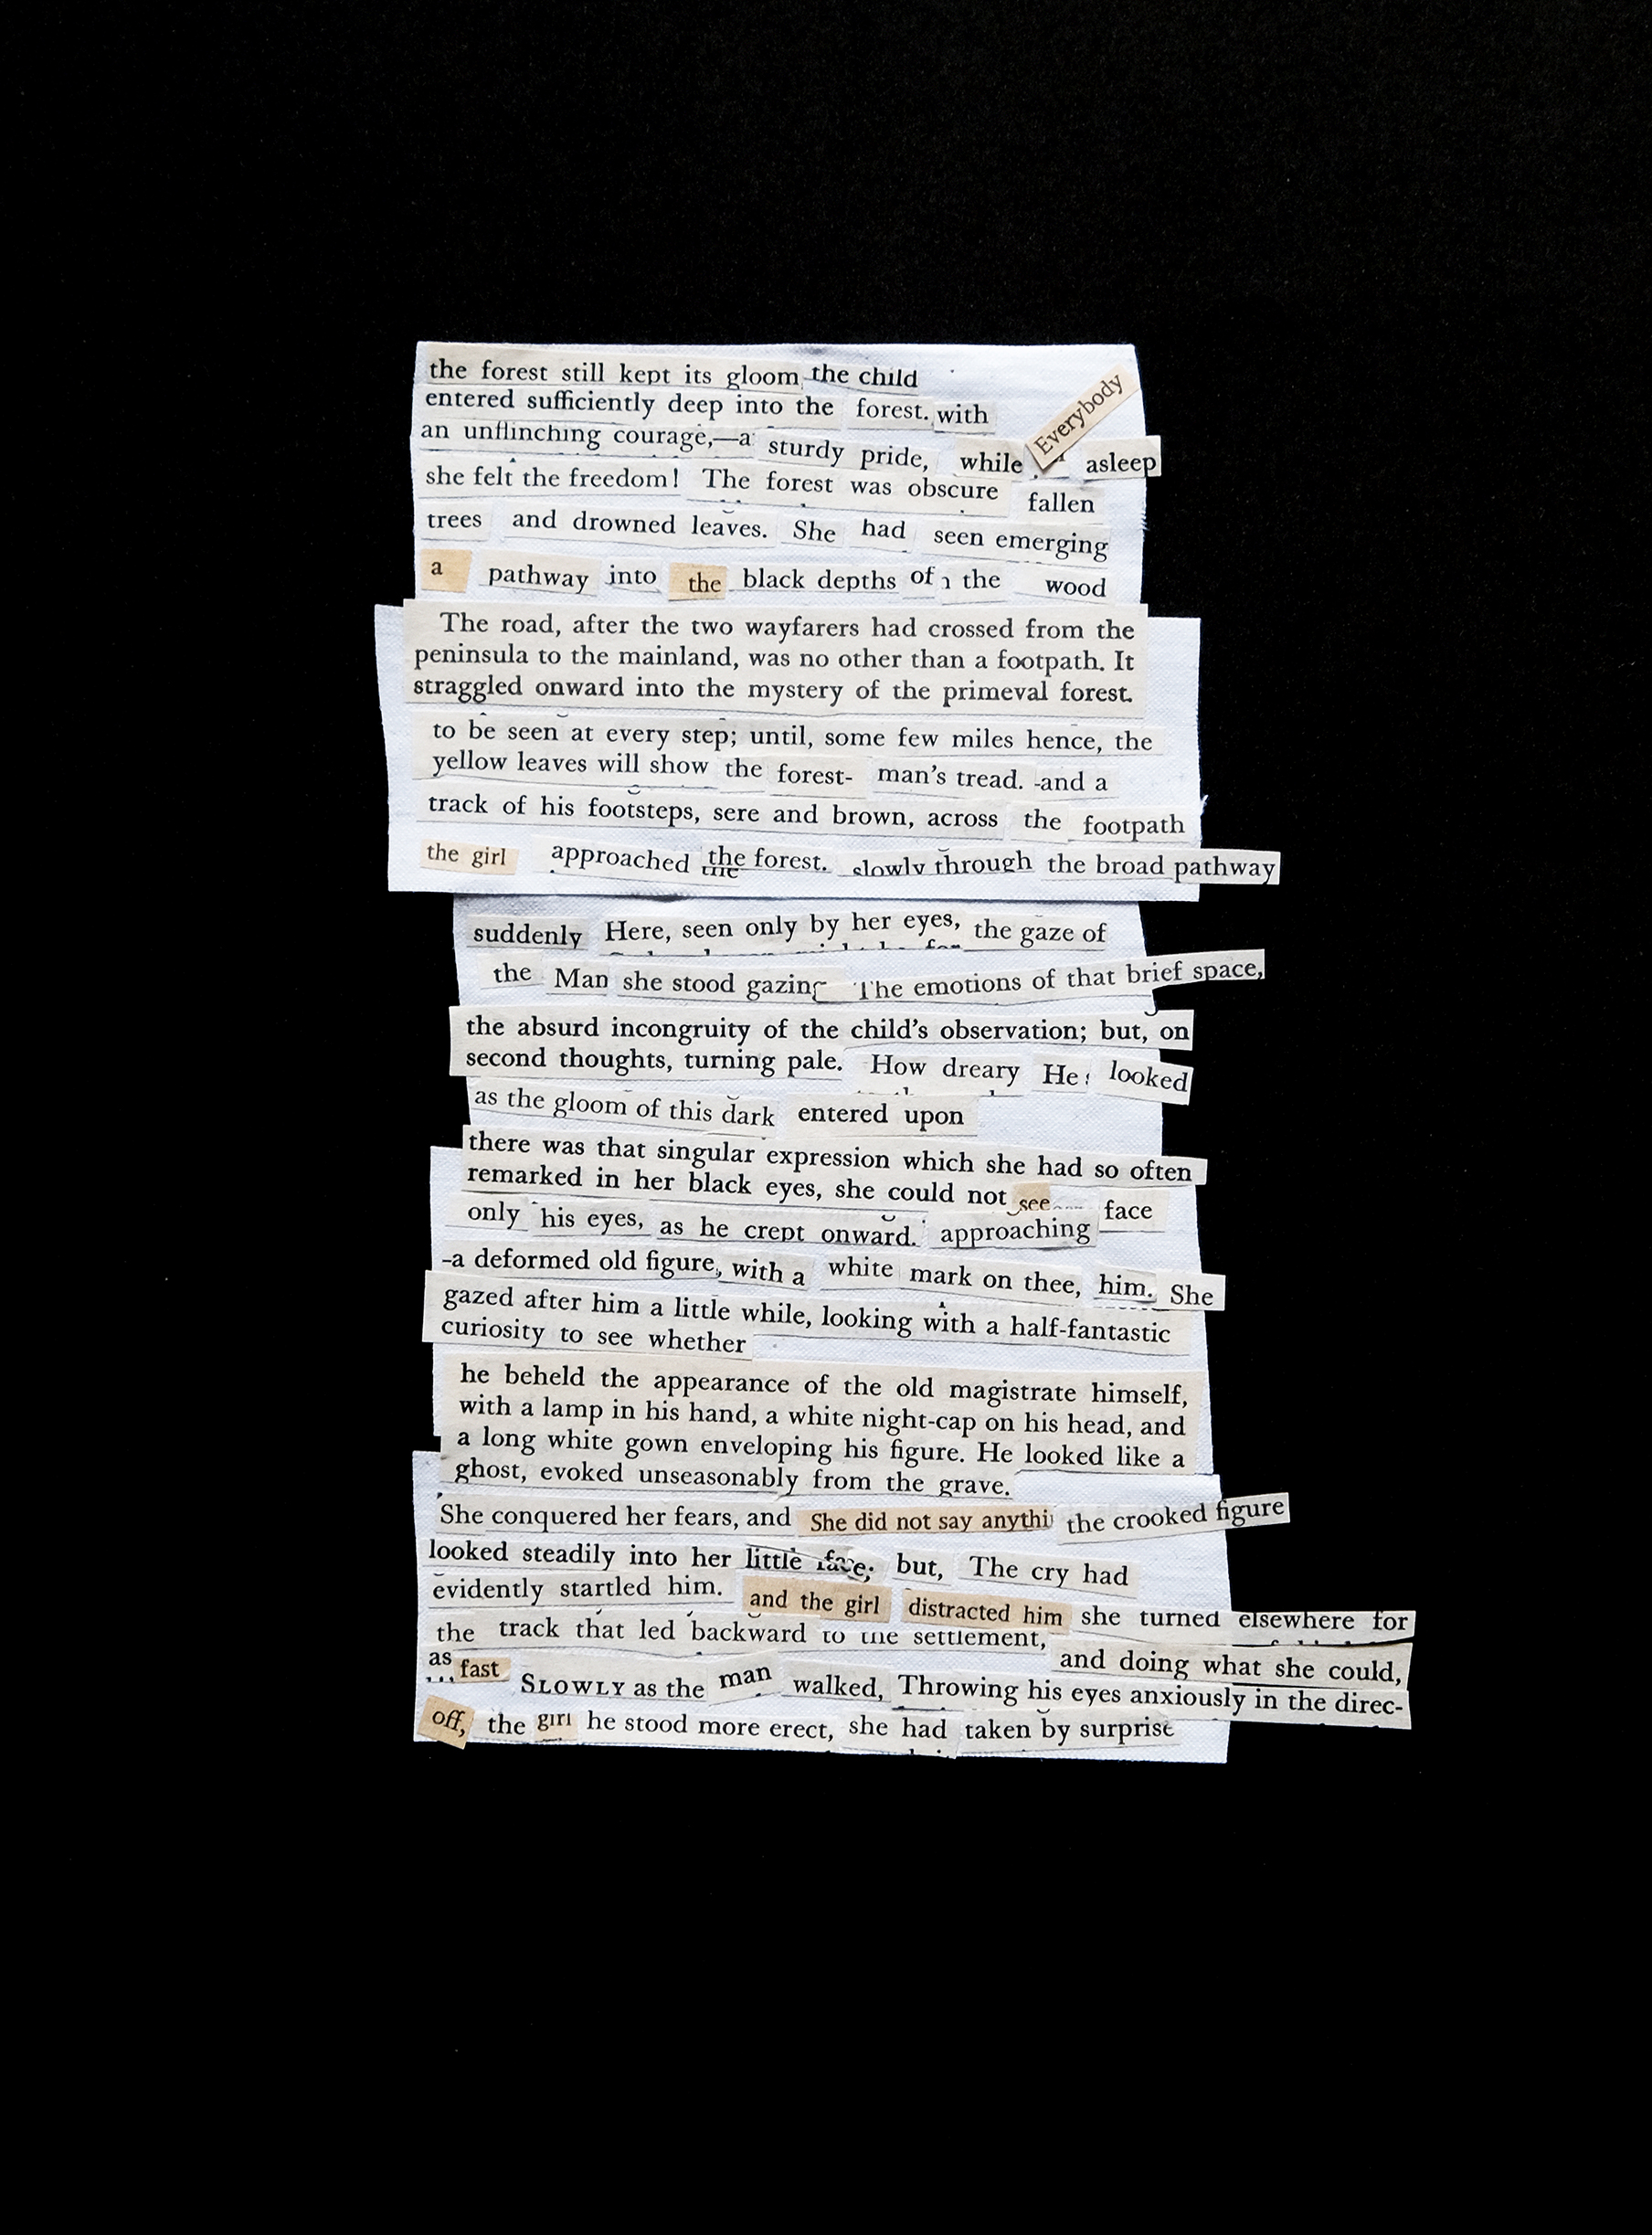 the forest still kept its gloom the child
entered sufficiently deep into the forest. with
an unflinching courage,—a sturdy pride, while Everybody asleep
she felt the freedom! The forest was obscure fallen
trees and drowned leaves. She had seen emerging
a pathway into the black depths of the wood
The road, after the two wayfarers had crossed from the
peninsula to the mainland, was no other than a footpath. It
straggled onward into the mystery of the primeval forest.
to be seen at every step; until, some few miles hence, the
yellow leaves will show the forest- man's tread. -and a
track of his footsteps, sere and brown, across the footpath
the girl approached the forest. slowly through the broad pathway
suddenly Here, seen only by her eyes, the gaze of
the Man she stood gazing The emotions of that brief space,
the absurd incongruity of the child's observation; but, on
second thoughts, turning pale. How dreary He looked
as the gloom of this dark entered upon
there was that singular expression which she had so often
remarked in her black eyes, she could not see face
only his eyes, as he crept onward. approaching
-a deformed old figure, with a white mark on thee, him. She
gazed after him a little while, looking with a half-fantastic
curiosity to see whether
he beheld the appearance of the old magistrate himself,
with a lamp in his hand, a white night-cap on his head, and
a long white gown enveloping his figure. He looked like a
ghost, evoked unseasonably from the grave.
She conquered her fears, and She did not say anythi the crooked figure
looked steadily into her little face; but, The cry had
evidently startled him. and the girl distracted him she turned elsewhere for
the track that led backward to the settlement,
as fast and doing what she could,
SLOWLY as the man walked, Throwing his eyes anxiously in the direc-
off, the girl he stood more erect, she had taken by surprise